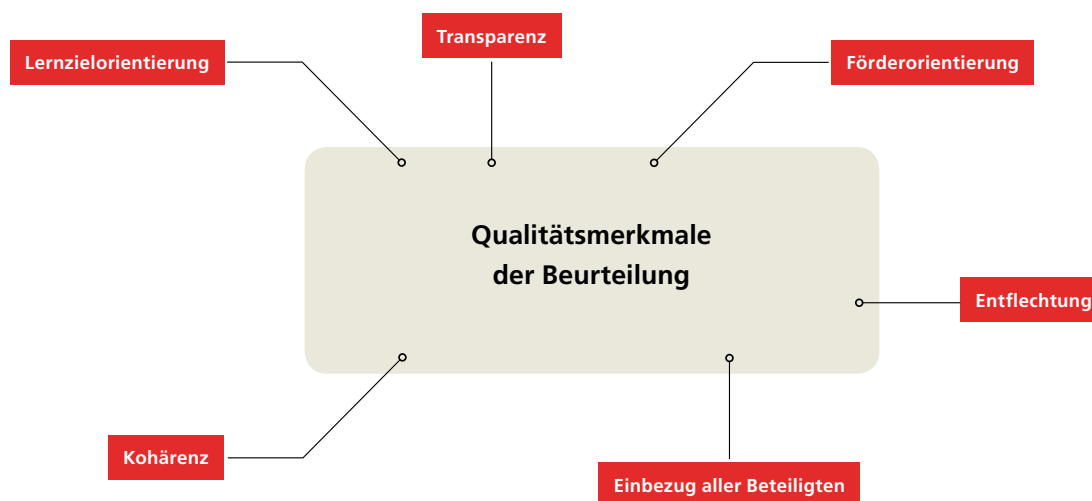 Transparenz
Lernzielorientierung
Förderorientierung
Qualitätsmerkmale
der Beurteilung
Entflechtung
Kohärenz
Einbezug aller Beteiligten